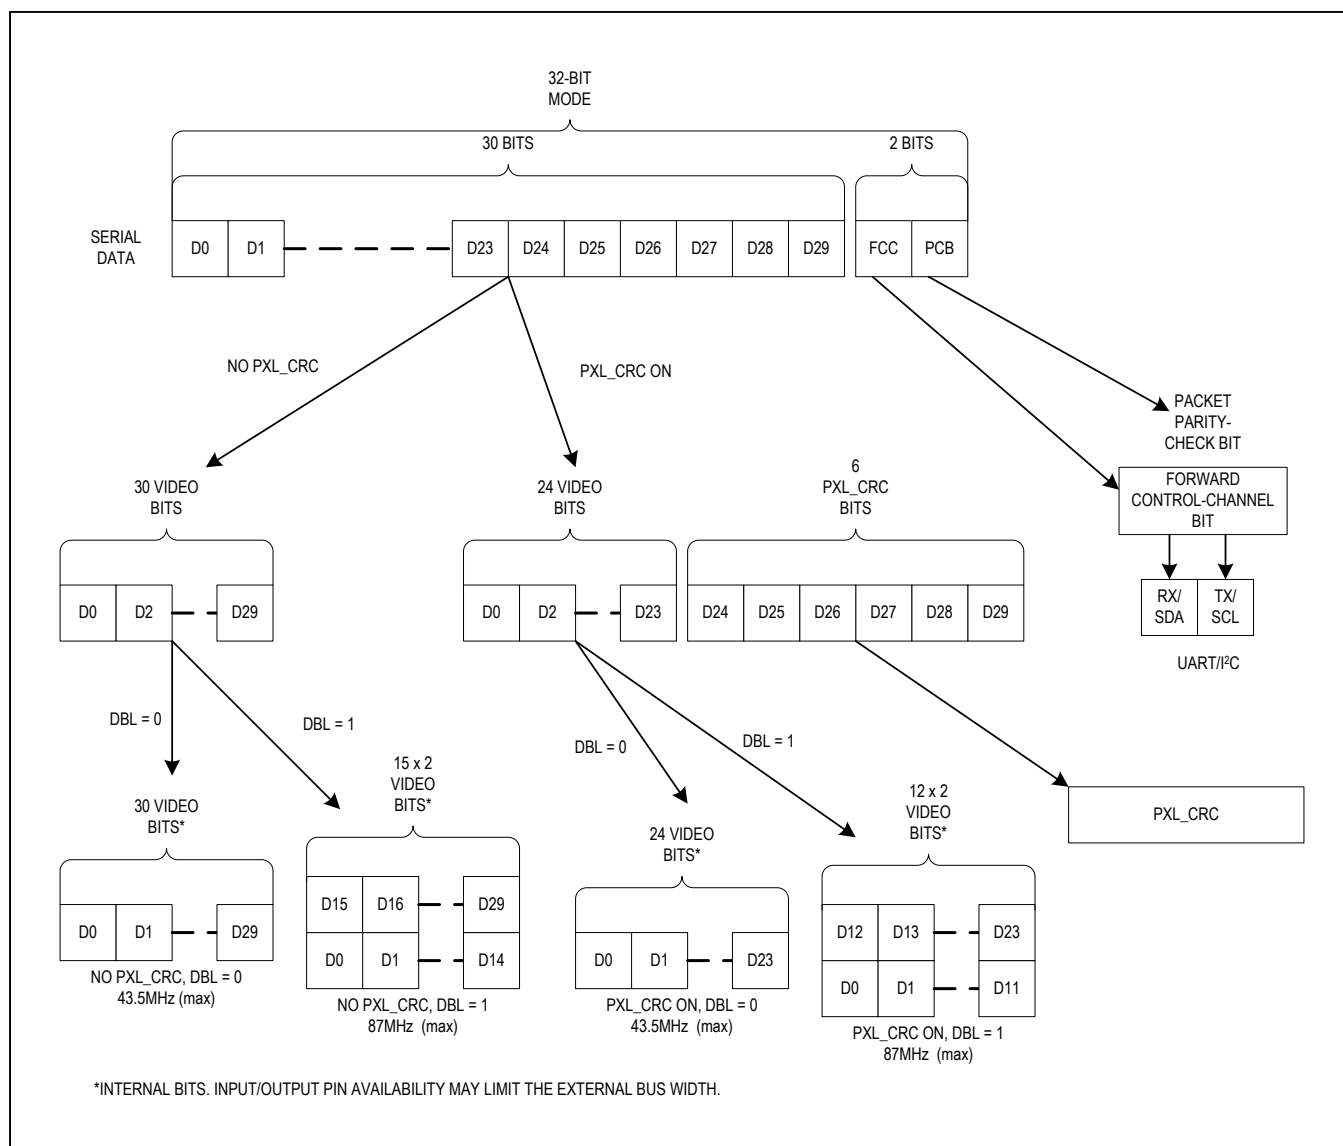 32-BIT
MODE
30 BITS
2 BITS
SERIAL
DATA
D0 D1 D23 D24 D25 D26 D27 D28 D29 FCC PCB
NO PXL_CRC
PXL_CRC ON
PACKET
PARITY-
CHECK BIT
30 VIDEO
BITS
24 VIDEO
BITS
6
PXL_CRC
BITS
FORWARD
CONTROL-CHANNEL
BIT
D0 D2 D29
D0 D2 D23
D24 D25 D26 D27 D28 D29
RX/
SDA
TX/
SCL
UART/I²C
DBL = 0
DBL = 1
DBL = 0
DBL = 1
30 VIDEO
BITS*
15 x 2
VIDEO
BITS*
24 VIDEO
BITS*
12 x 2
VIDEO
BITS*
PXL_CRC
D0 D1 D29
NO PXL_CRC, DBL = 0
43.5MHz (max)
D15 D16 D29
D0 D1 D14
NO PXL_CRC, DBL = 1
87MHz (max)
D0 D1 D23
PXL_CRC ON, DBL = 0
43.5MHz (max)
D12 D13 D23
D0 D1 D11
PXL_CRC ON, DBL = 1
87MHz (max)
*INTERNAL BITS. INPUT/OUTPUT PIN AVAILABILITY MAY LIMIT THE EXTERNAL BUS WIDTH.